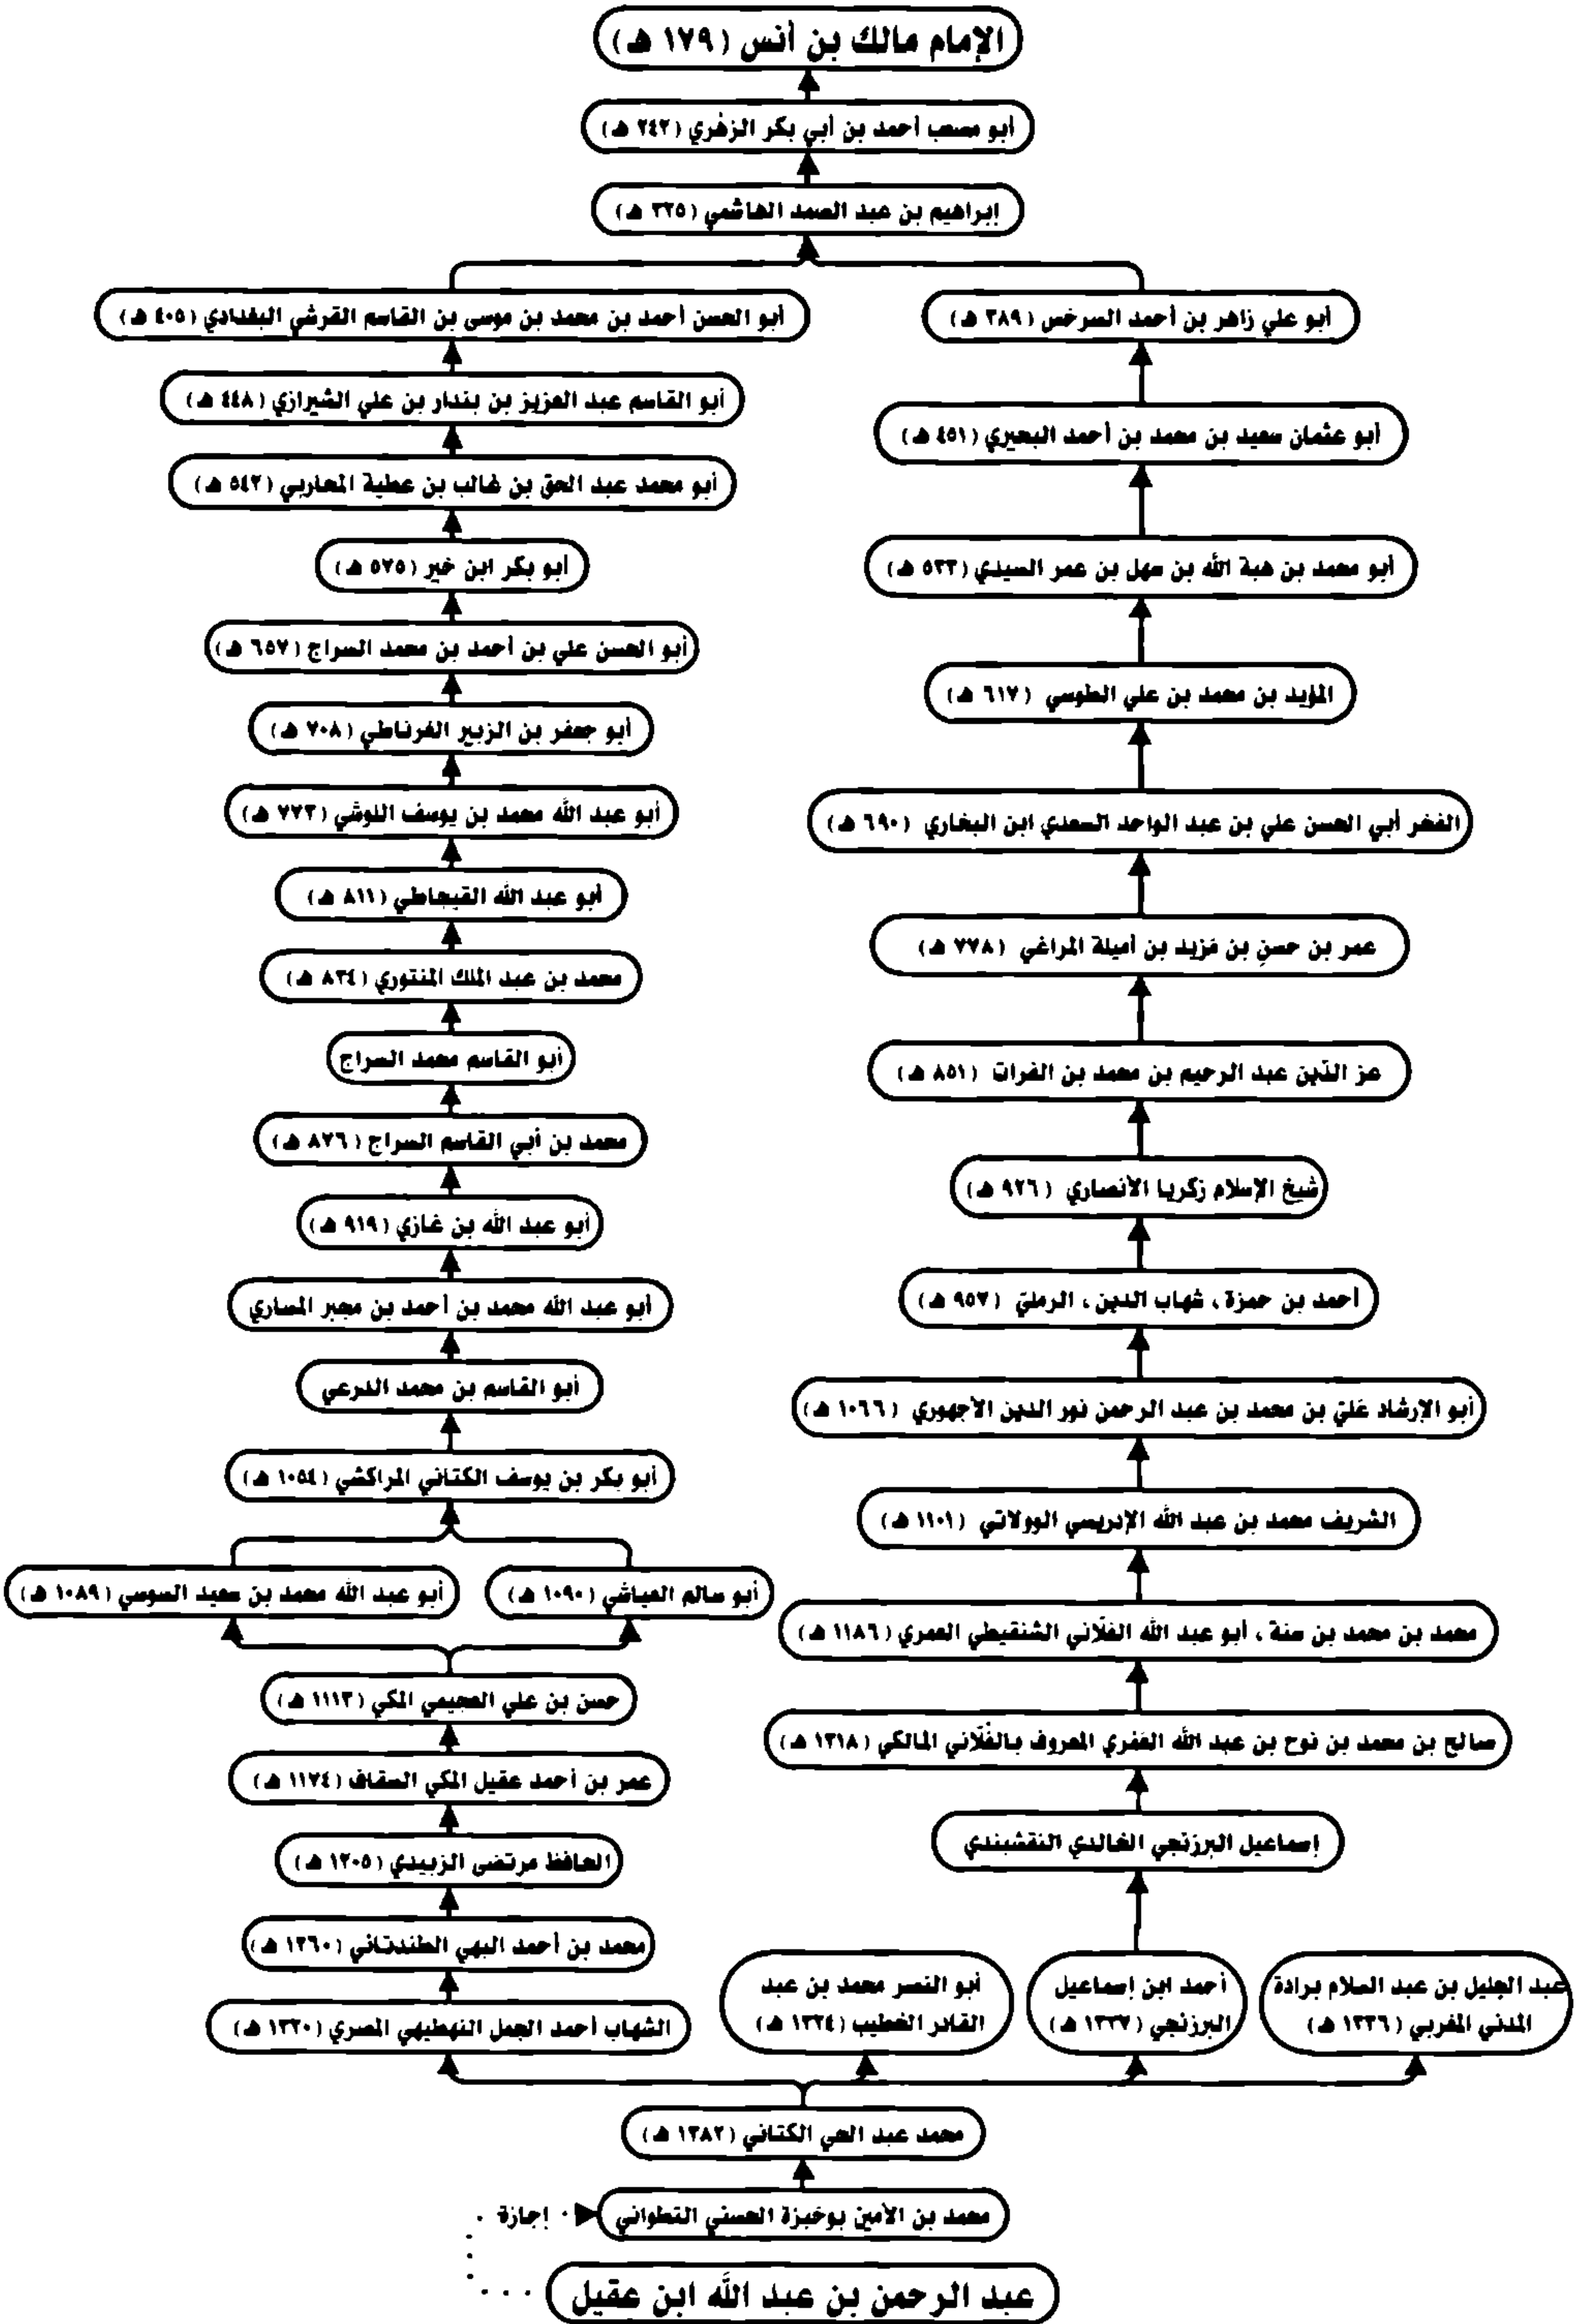 الإمام مالك بن أنس (١٧٩ هـ)
أبو مصعب أحمد بن أبي بكر الزهري (٢٤٢ هـ)
إبراهيم بن عبد الصمد الهاشمي (٣٢٥ هـ)
أبو علي زاهر بن أحمد السرخس (٣٨٩ هـ)
أبو عثمان سعيد بن محمد بن أحمد البحيري (٤٥١ هـ)
أبو محمد بن هبة الله بن سهل بن عمر السيدي (٥٣٣ هـ)
المؤيد بن محمد بن علي الطوسي (٦١٧ هـ)
الفخر أبي الحسن علي بن عبد الواحد السعدي ابن البخاري (٦٩٠ هـ)
عمر بن حسنِ بن مَزيد بن أميلة المراغي (٧٧٨ هـ)
عز الدّين عبد الرحيم بن محمد بن الفرات (٨٥١ هـ)
شيخ الإسلام زكريا الأنصاري (٩٢٦ هـ)
أحمد بن حمزة ، شهاب الدين ، الرمليّ (٩٥٧ هـ)
أبو الإرشاد عَليّ بن محمد بن عبد الرحمن نور الدين الأجهوري (١٠٦٦ هـ)
الشريف محمد بن عبد الله الإدريسي الوولاتي (١١٠١ هـ)
محمد بن محمد بن سنة ، أبو عبد الله الفلّاني الشنقيطي العمري (١١٨٦ هـ)
صالح بن محمد بن نوح بن عبد الله العَمْري المعروف بالفُلّاني المالكي (١٢١٨ هـ)
إسماعيل البرزنجي الخالدي النقشبندي
عبد الجليل بن عبد السلام برادة
المدني المغربي (١٣٢٦ هـ)
أحمد ابن إسماعيل
البرزنجي (١٣٣٧ هـ)
أبو النصر محمد بن عبد
القادر الخطيب (١٣٢٤ هـ)
أبو الحسن أحمد بن محمد بن موسى بن القاسم القرشي البغدادي (٤٠٥ هـ)
أبو القاسم عبد العزيز بن بندار بن علي الشيرازي (٤٤٨ هـ)
أبو محمد عبد الحق بن غالب بن عطية المحاربي (٥٤٢ هـ)
أبو بكر ابن خير (٥٧٥ هـ)
أبو الحسن علي بن أحمد بن محمد السراج (٦٥٧ هـ)
أبو جعفر بن الزبير الغرناطي (٧٠٨ هـ)
أبو عبد الله محمد بن يوسف اللوشي (٧٧٣ هـ)
أبو عبد الله القيجاطي (٨١١ هـ)
محمد بن عبد الملك المنتوري (٨٣٤ هـ)
أبو القاسم محمد السراج
محمد بن أبي القاسم السراج (٨٧٦ هـ)
أبو عبد الله بن غازي (٩١٩ هـ)
أبو عبد الله محمد بن أحمد بن مجبر المساري
أبو القاسم بن محمد الدرعي
أبو بكر بن يوسف الكتاني المراكشي (١٠٥٤ هـ)
أبو سالم العياشي (١٠٩٠ هـ)
أبو عبد الله محمد بن سعيد السوسي (١٠٨٩ هـ)
حسن بن علي العجيمي المكي (١١١٣ هـ)
عمر بن أحمد عقيل المكي السقاف (١١٧٤ هـ)
الحافظ مرتضى الزبيدي (١٢٠٥ هـ)
محمد بن أحمد البهي الطندتاني (١٢٦٠ هـ)
الشهاب أحمد الجمل النهطيهي المصري (١٣٢٠ هـ)
محمد عبد الحي الكتاني (١٣٨٢ هـ)
محمد بن الأمين بوخبزة الحسني التطواني
إجازة
عبد الرحمن بن عبد الله ابن عقيل